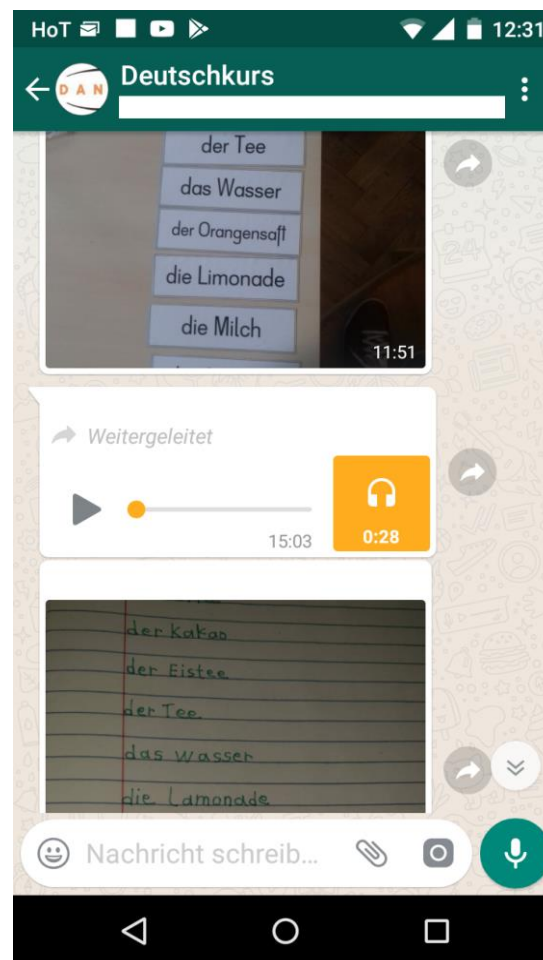 HoT 12:31
DAN Deutschkurs
der Tee
das Wasser
der Orangensaft
die Limonade
die Milch
11:51
Weitergeleitet
15:03 0:28
der Kakao
der Eistee
der Tee
das Wasser
die Lamonade
Nachricht schreib...